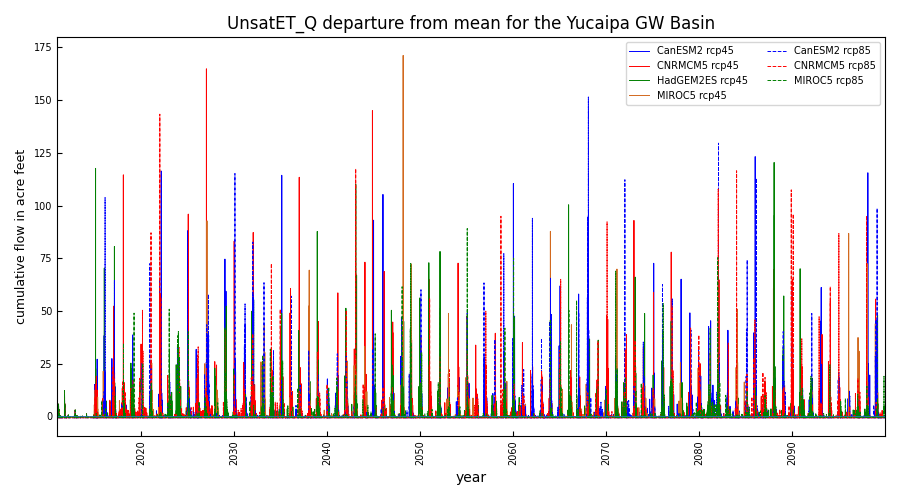 UnsatET_Q departure from mean for the Yucaipa GW Basin
cumulative flow in acre feet
175
150
125
100
75
50
25
0
CanESM2 rcp45
CNRMCM5 rcp45
HadGEM2ES rcp45
MIROC5 rcp45
CanESM2 rcp85
CNRMCM5 rcp85
MIROC5 rcp85
2020
2030
2040
2050
2060
2070
2080
2090
year